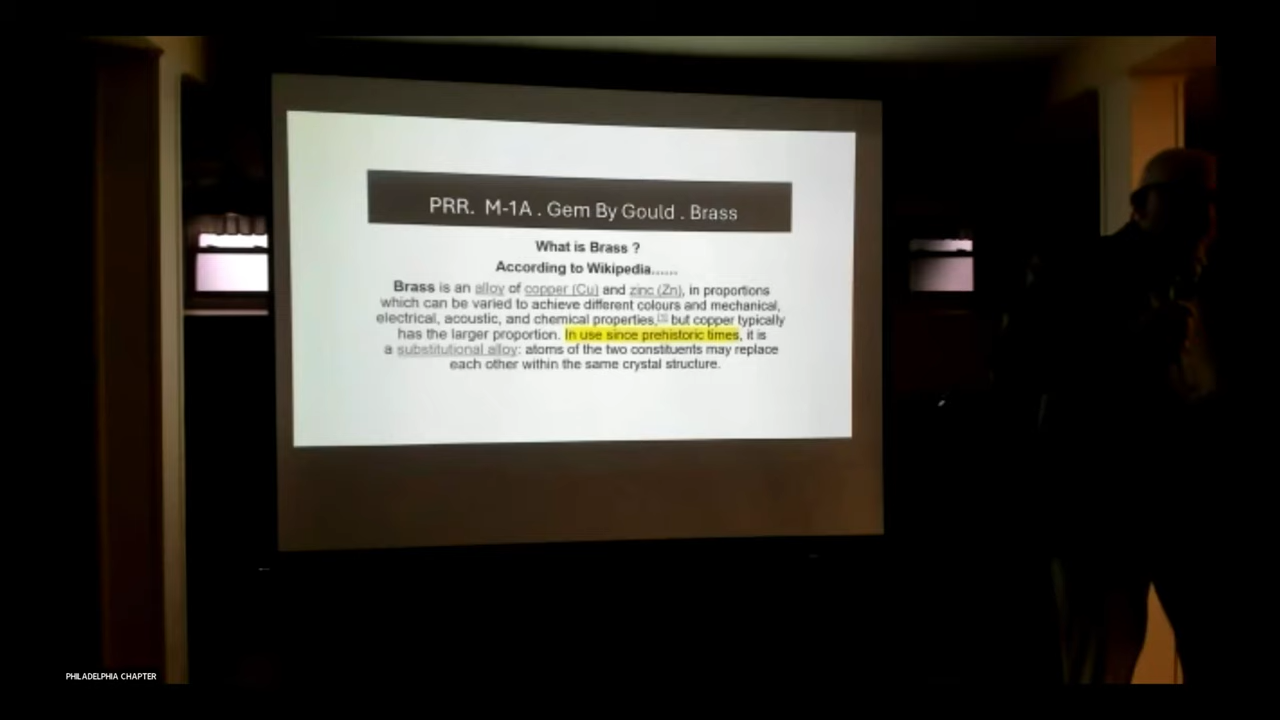 PRR. M-1A . Gem By Gould . Brass
What is Brass ?
According to Wikipedia......
Brass is an alloy of copper (Cu) and zinc (Zn), in proportions
which can be varied to achieve different colours and mechanical,
electrical, acoustic, and chemical properties, but copper typically
has the larger proportion. In use since prehistoric times, it is
a substitutional alloy: atoms of the two constituents may replace
each other within the same crystal structure.
PHILADELPHIA CHAPTER